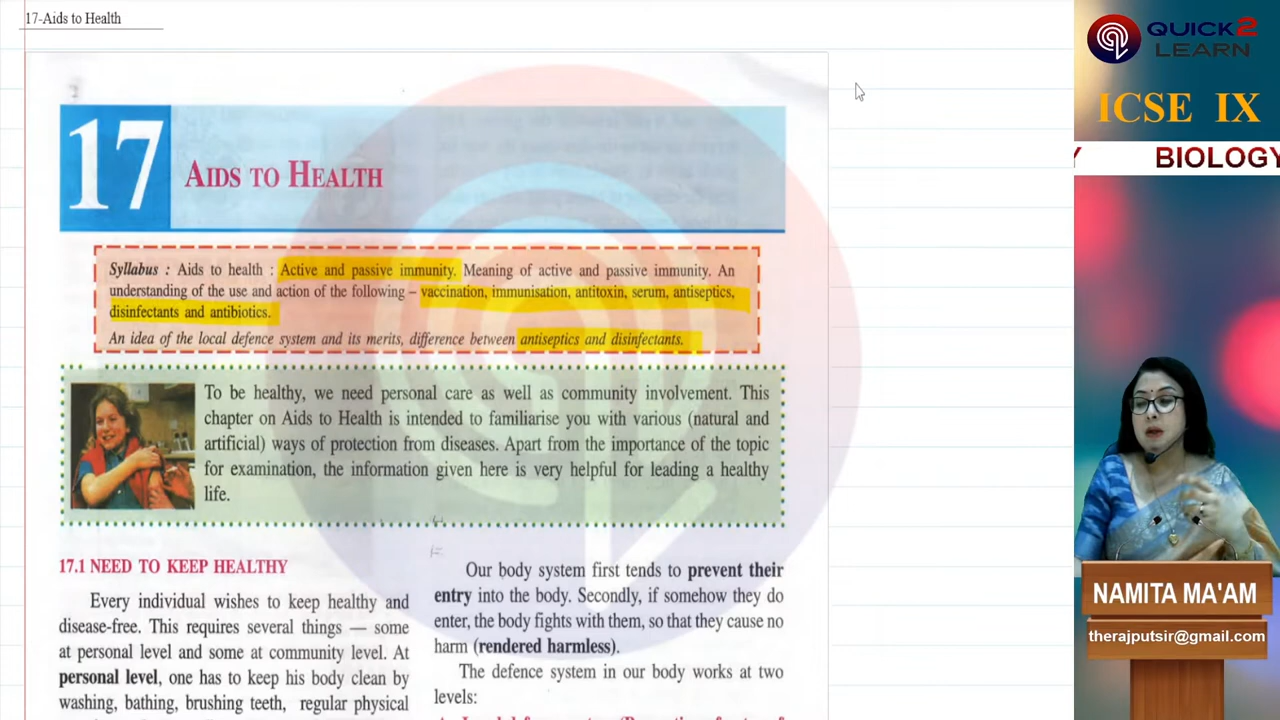 17-Aids to Health
QUICK2
LEARN
ICSE IX
BIOLOGY
17
AIDS TO HEALTH
Syllabus : Aids to health : Active and passive immunity. Meaning of active and passive immunity. An
understanding of the use and action of the following – vaccination, immunisation, antitoxin, serum, antiseptics,
disinfectants and antibiotics.
An idea of the local defence system and its merits, difference between antiseptics and disinfectants.
To be healthy, we need personal care as well as community involvement. This
chapter on Aids to Health is intended to familiarise you with various (natural and
artificial) ways of protection from diseases. Apart from the importance of the topic
for examination, the information given here is very helpful for leading a healthy
life.
17.1 NEED TO KEEP HEALTHY
Every individual wishes to keep healthy and
disease-free. This requires several things — some
at personal level and some at community level. At
personal level, one has to keep his body clean by
washing, bathing, brushing teeth, regular physical
Our body system first tends to prevent their
entry into the body. Secondly, if somehow they do
enter, the body fights with them, so that they cause no
harm (rendered harmless).
The defence system in our body works at two
levels:
NAMITA MA'AM
therajputsir@gmail.com